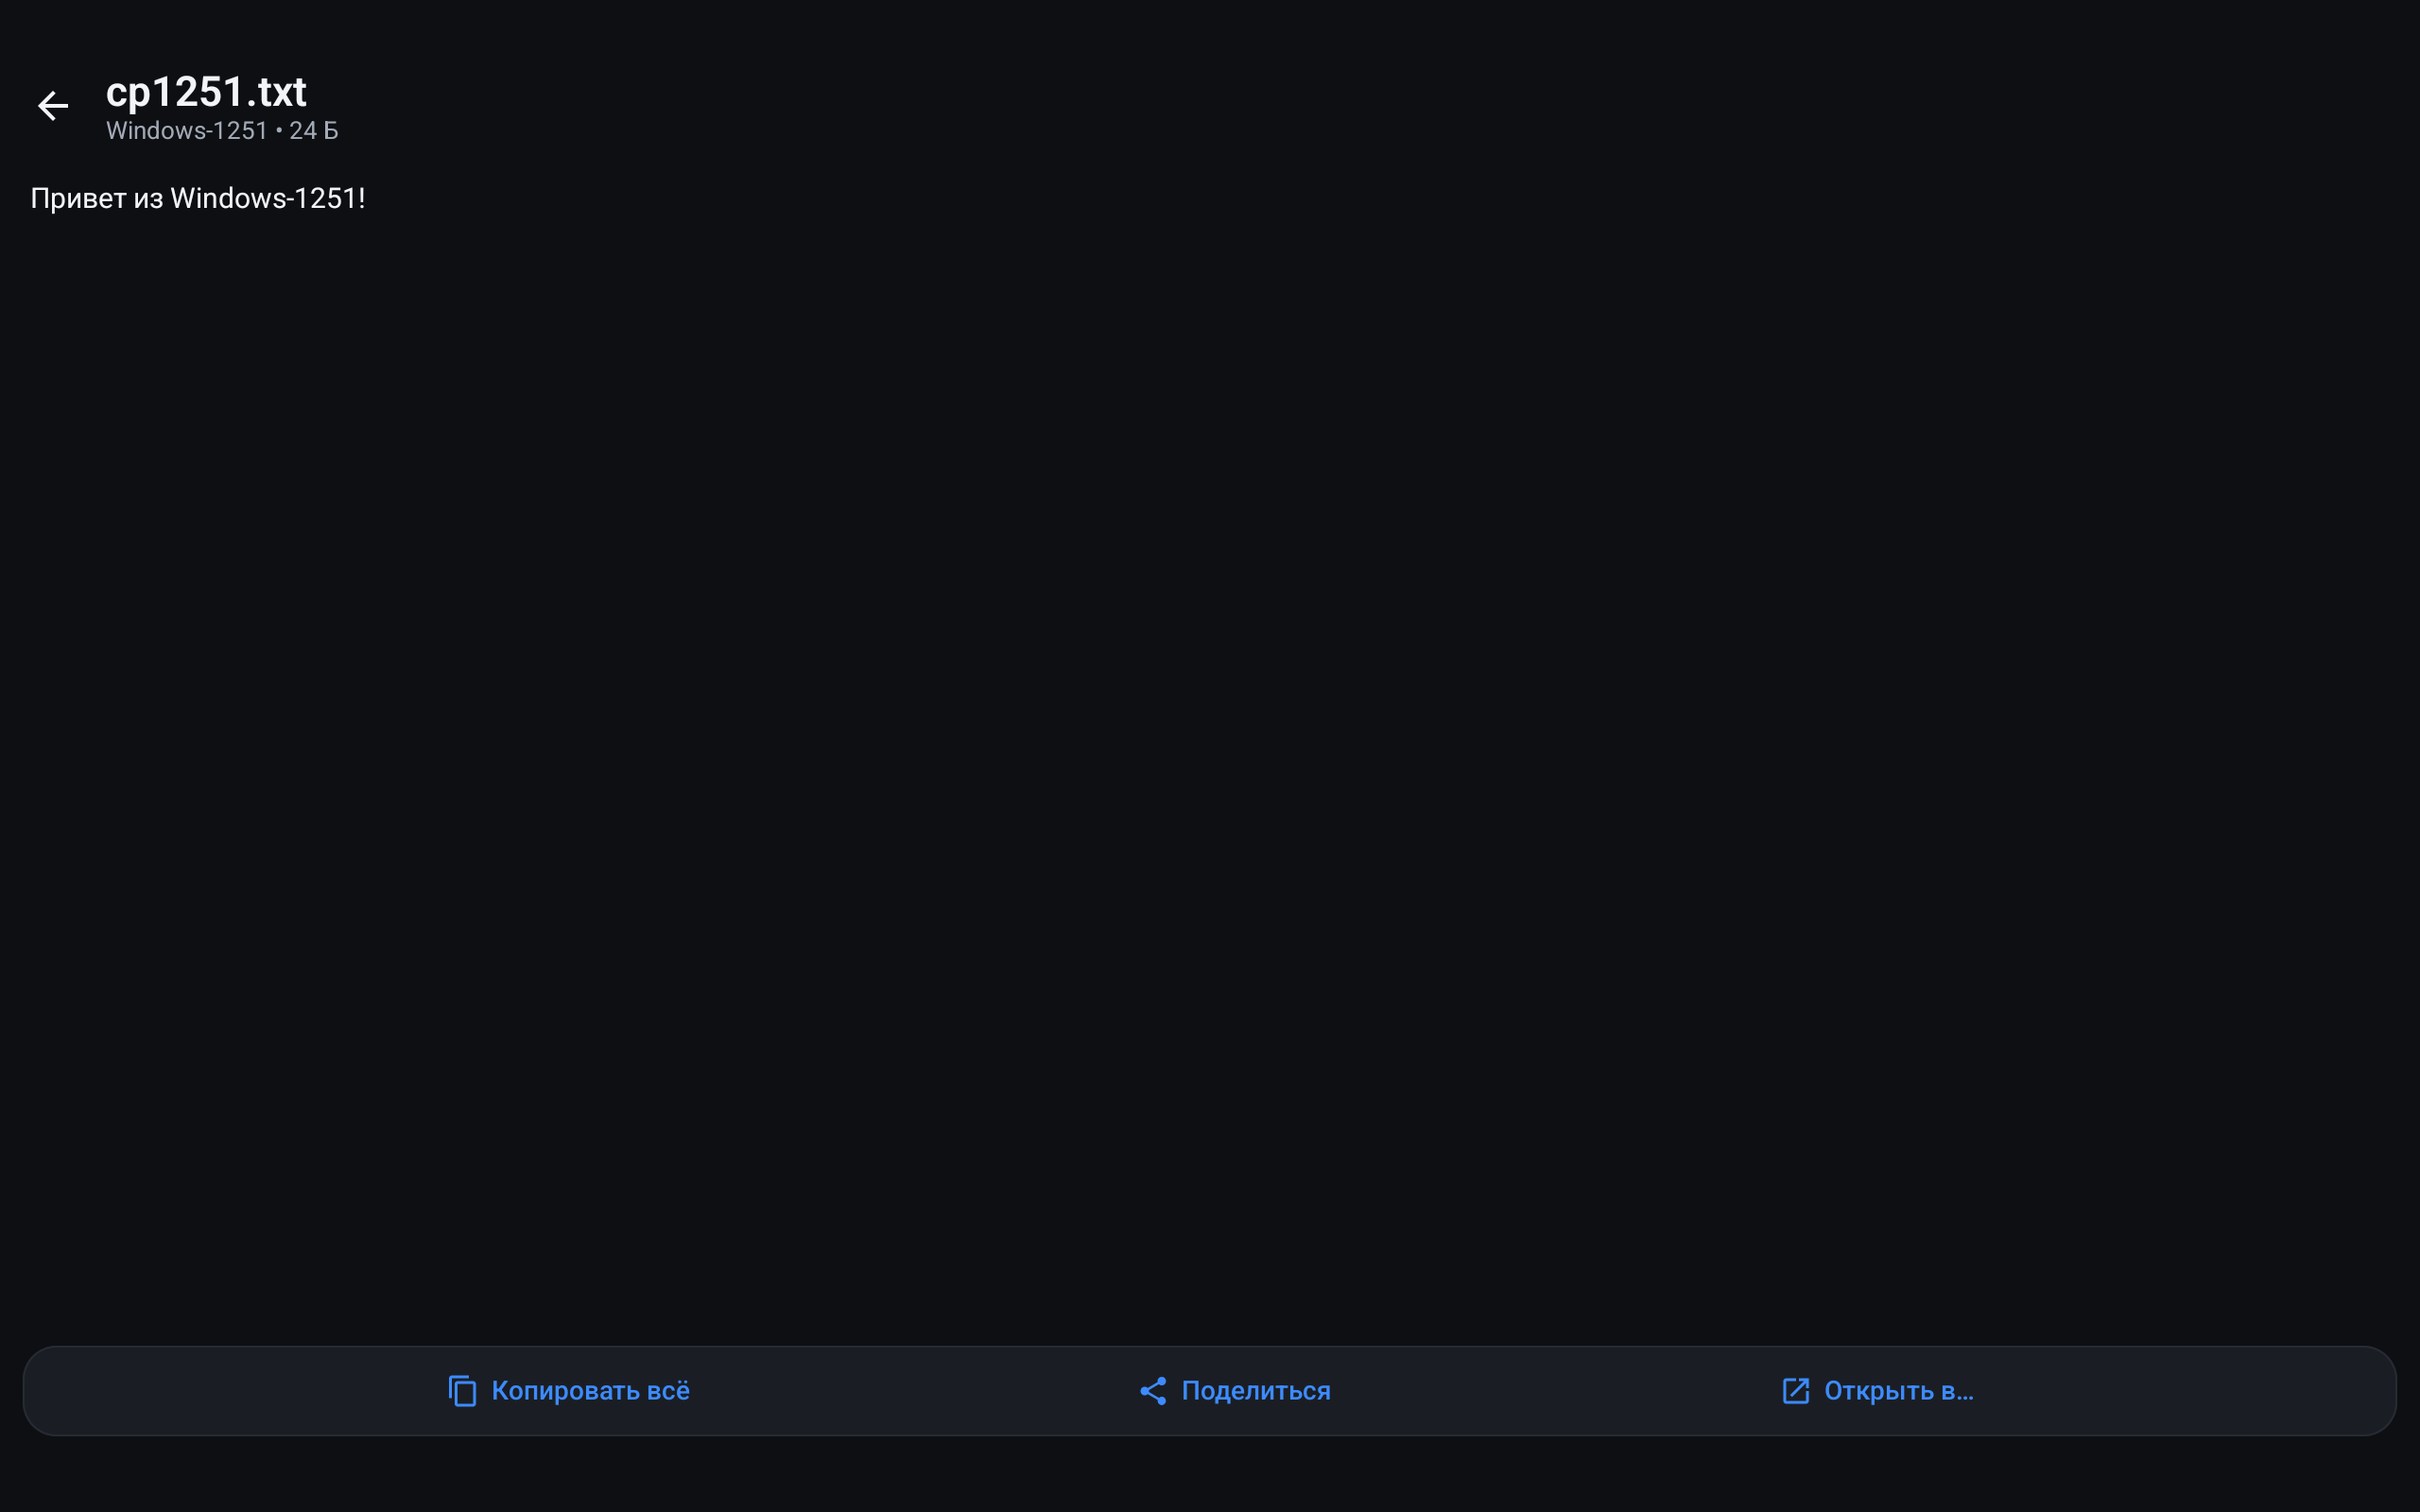 cp1251.txt
Windows-1251 • 24 Б
Привет из Windows-1251!
Копировать всё
Поделиться
Открыть в…